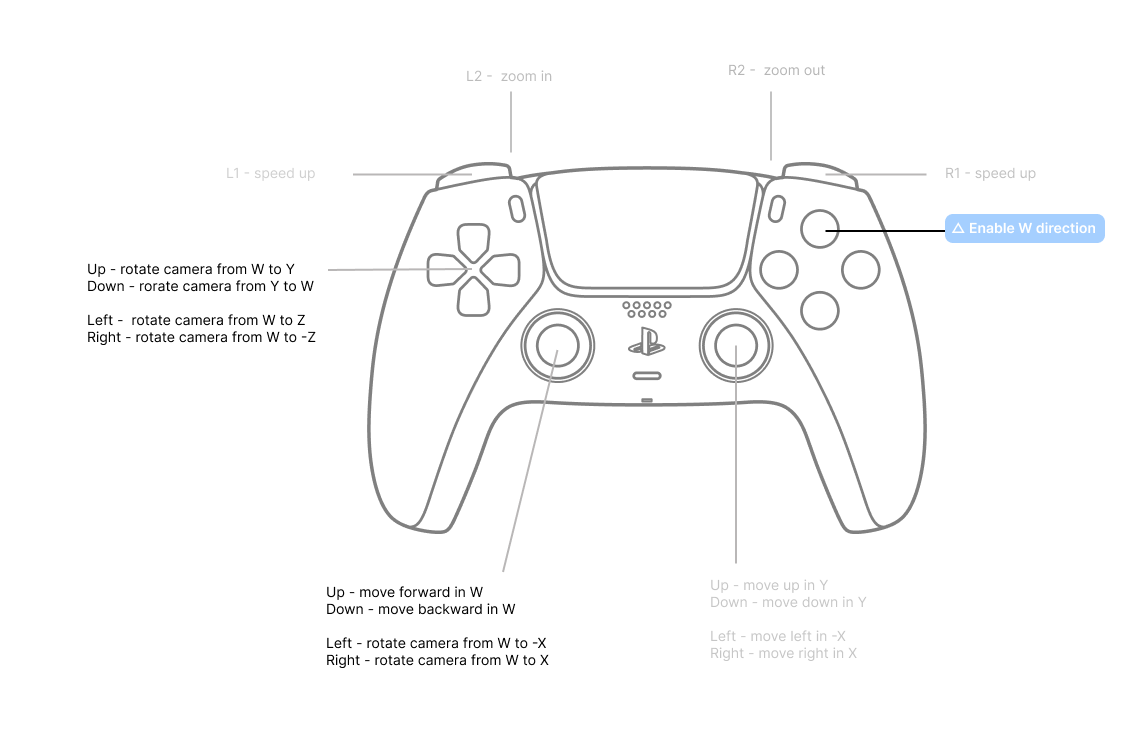 L2 -  zoom in
R2 -  zoom out
L1 - speed up
R1 - speed up
△ Enable W direction
Up - rotate camera from W to Y
Down - rorate camera from Y to W
Left -  rotate camera from W to Z
Right - rotate camera from W to -Z
Up - move forward in W
Down - move backward in W
Left - rotate camera from W to -X
Right - rotate camera from W to X
Up - move up in Y
Down - move down in Y
Left - move left in -X
Right - move right in X